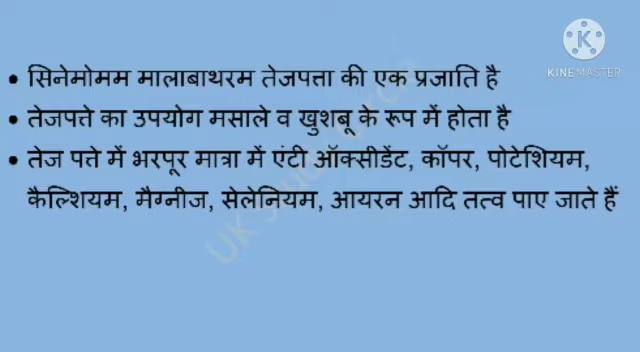 K
KINEMASTER
• सिनेमोमम मालाबाथरम तेजपत्ता की एक प्रजाति है
• तेजपत्ते का उपयोग मसाले व खुशबू के रूप में होता है
• तेज पत्ते में भरपूर मात्रा में एंटी ऑक्सीडेंट, कॉपर, पोटेशियम,
कैल्शियम, मैग्नीज, सेलेनियम, आयरन आदि तत्व पाए जाते हैं
UK